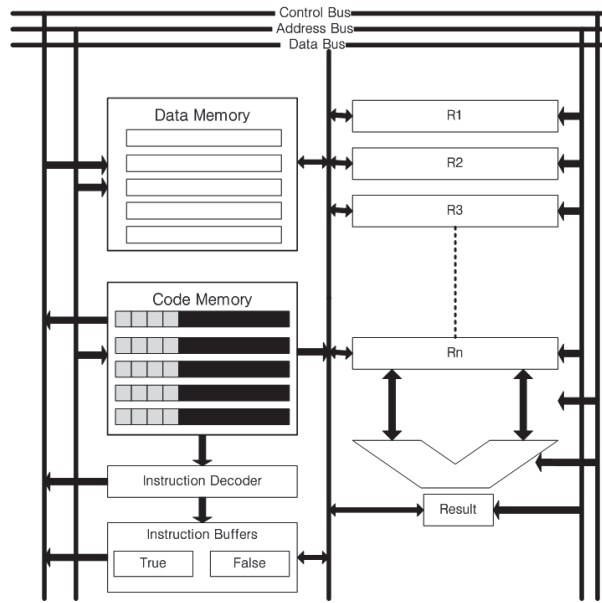 Control Bus
Address Bus
Data Bus
Data Memory
R1
R2
R3
Code Memory
Rn
Instruction Decoder
Instruction Buffers
True
False
Result